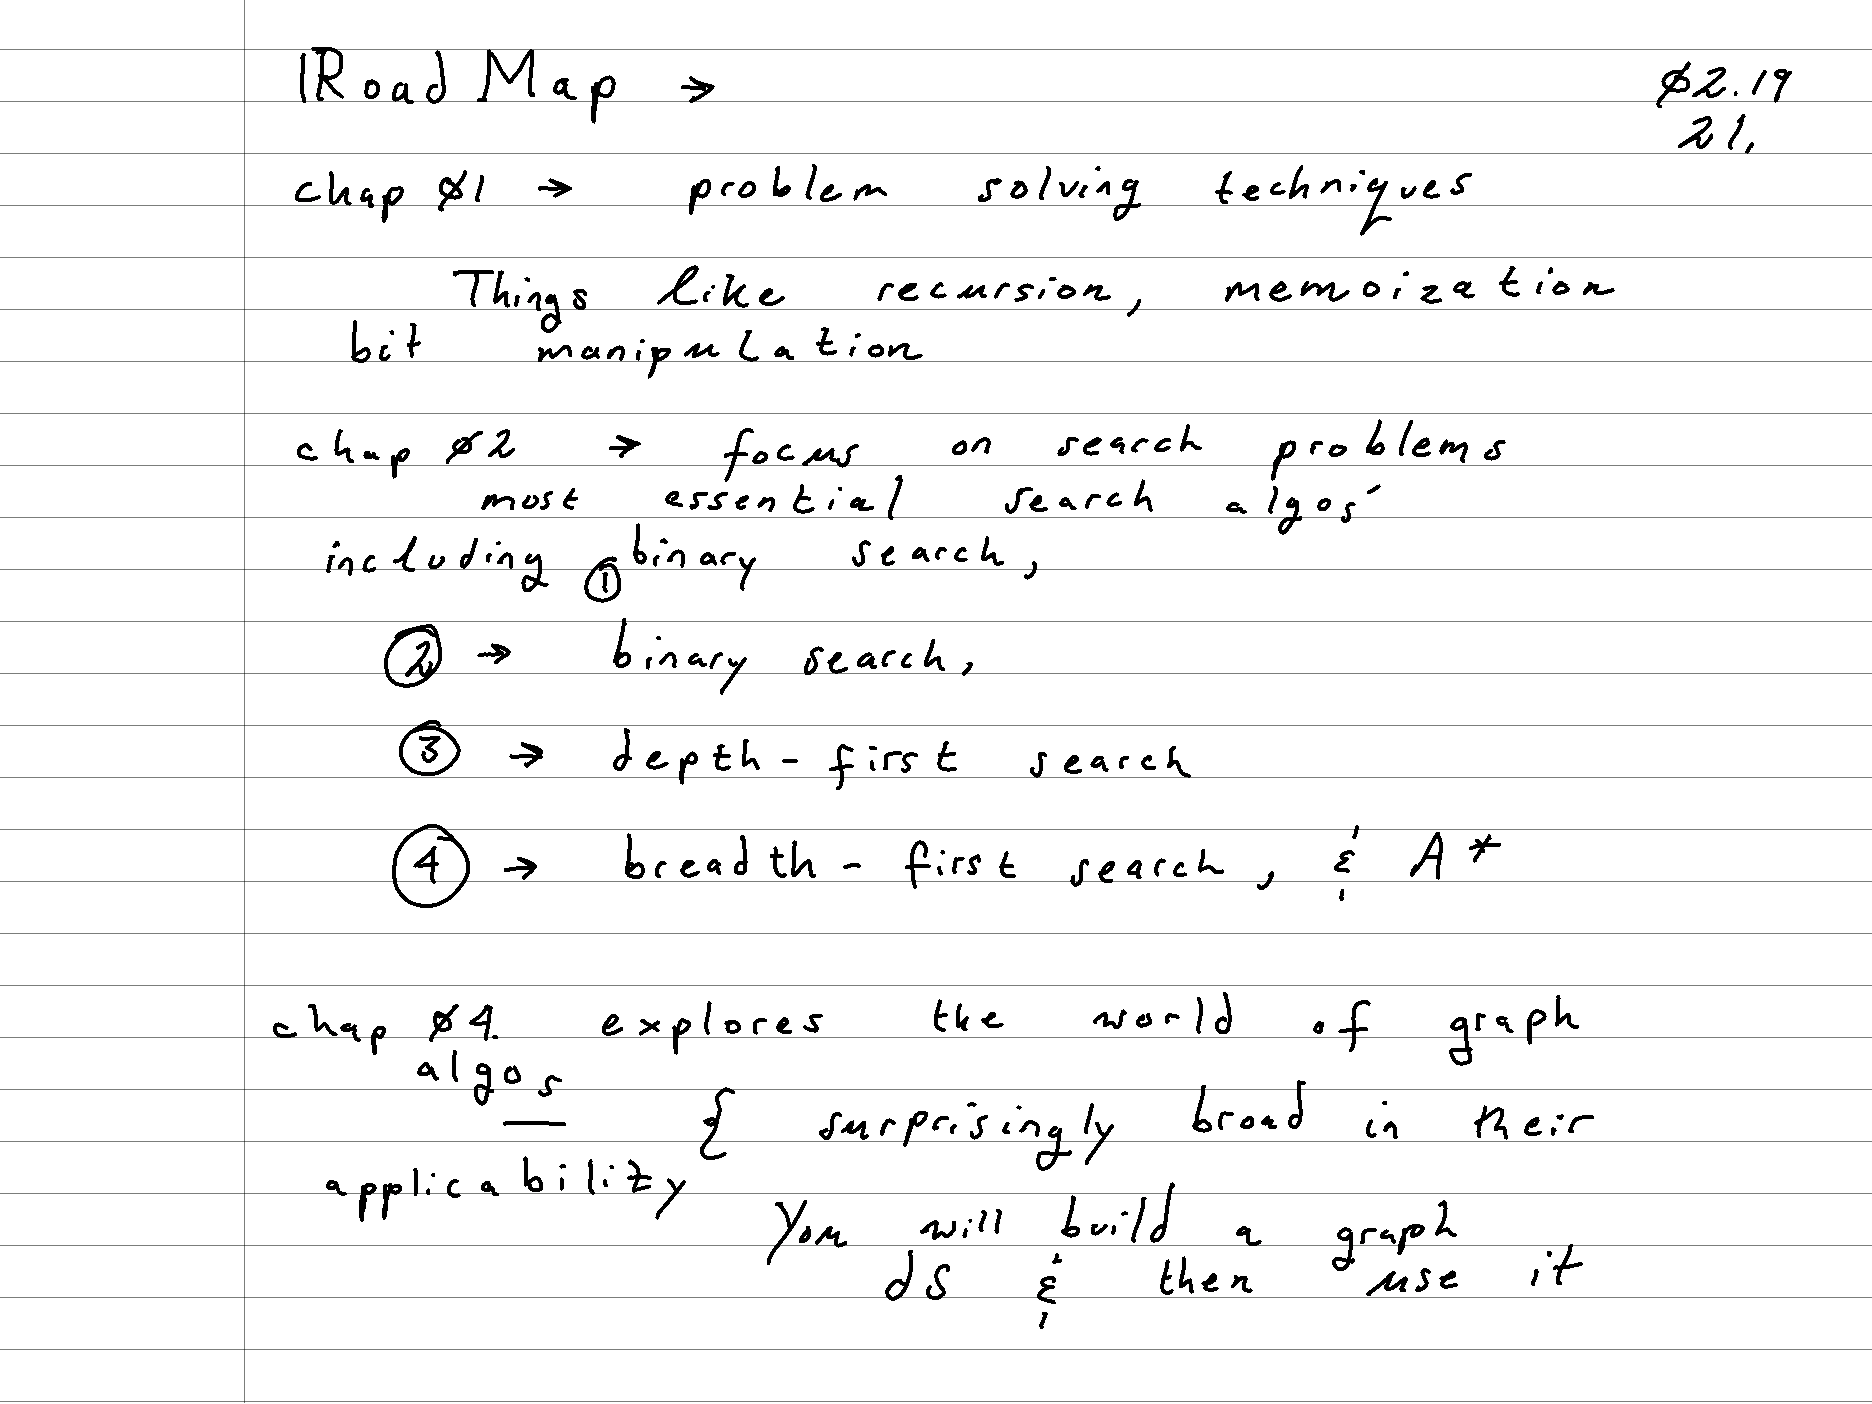 Road Map →
Ø2.19
21.
chap Ø1 → problem solving techniques
Things like recursion, memoization
bit manipulation
chap Ø2 → focus on search problems
most essential search algos
including ① binary search,
② → binary search,
③ → depth-first search
④ → breadth-first search, & A*
chap Ø4. explores the world of graph
algos
{ surprisingly broad in their
applicability
You will build a graph
dS & then use it